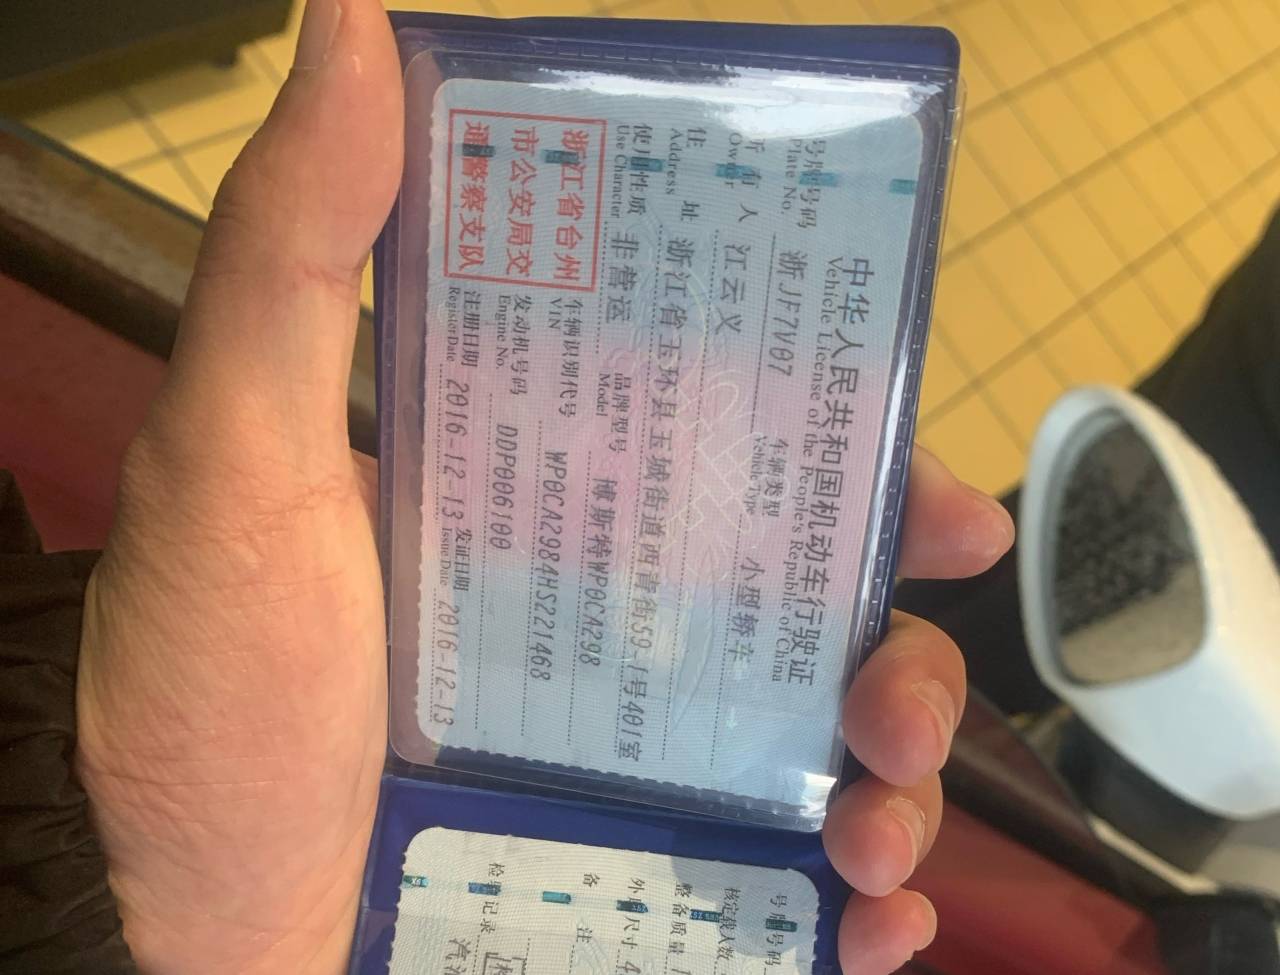 中华人民共和国机动车行驶证
Vehicle License of the People's Republic of China
号牌号码 浙JF7V07 车辆类型 小型轿车
Plate No. Vehicle Type
所有人 江云义
Owner
住址 浙江省玉环县玉城街道西青街59-1号401室
Address
使用性质 非营运 品牌型号 博斯特WP0CA298
Use Character Model
浙江省台州
市公安局交
通警察支队
车辆识别代号 WP0CA2984HS221468
VIN
发动机号码 DDP006100
Engine No.
注册日期 2016-12-13 发证日期 2016-12-13
Register Date Issue Date
号牌号码
核定载人数
整备质量
外廓尺寸 4
备注
检验记录